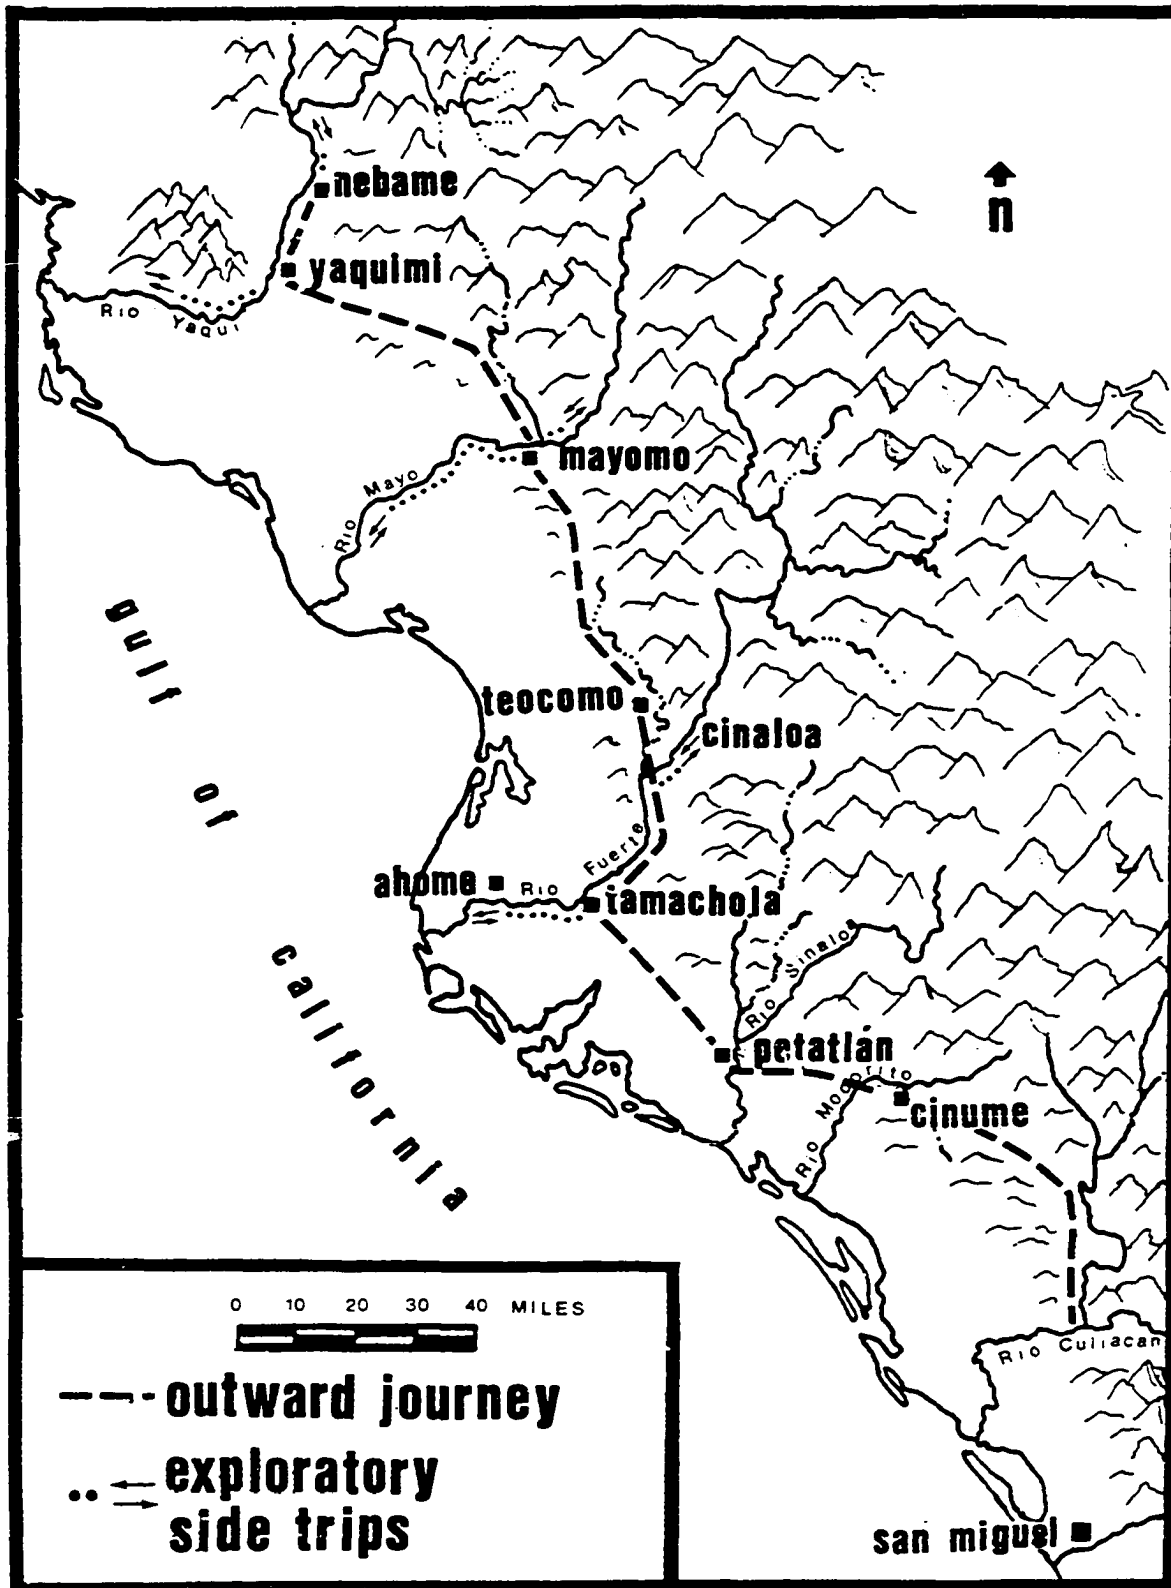 nebame
n
yaquimi
Rio Yaqui
mayomo
Rio Mayo
gulf of california
teocomo
cinaloa
Rio Fuerte
ahome
tamachola
Rio Sinalo
petatlán
Rio Mocorito
cinume
0 10 20 30 40 MILES
Rio Culiacan
outward journey
exploratory
side trips
san miguel